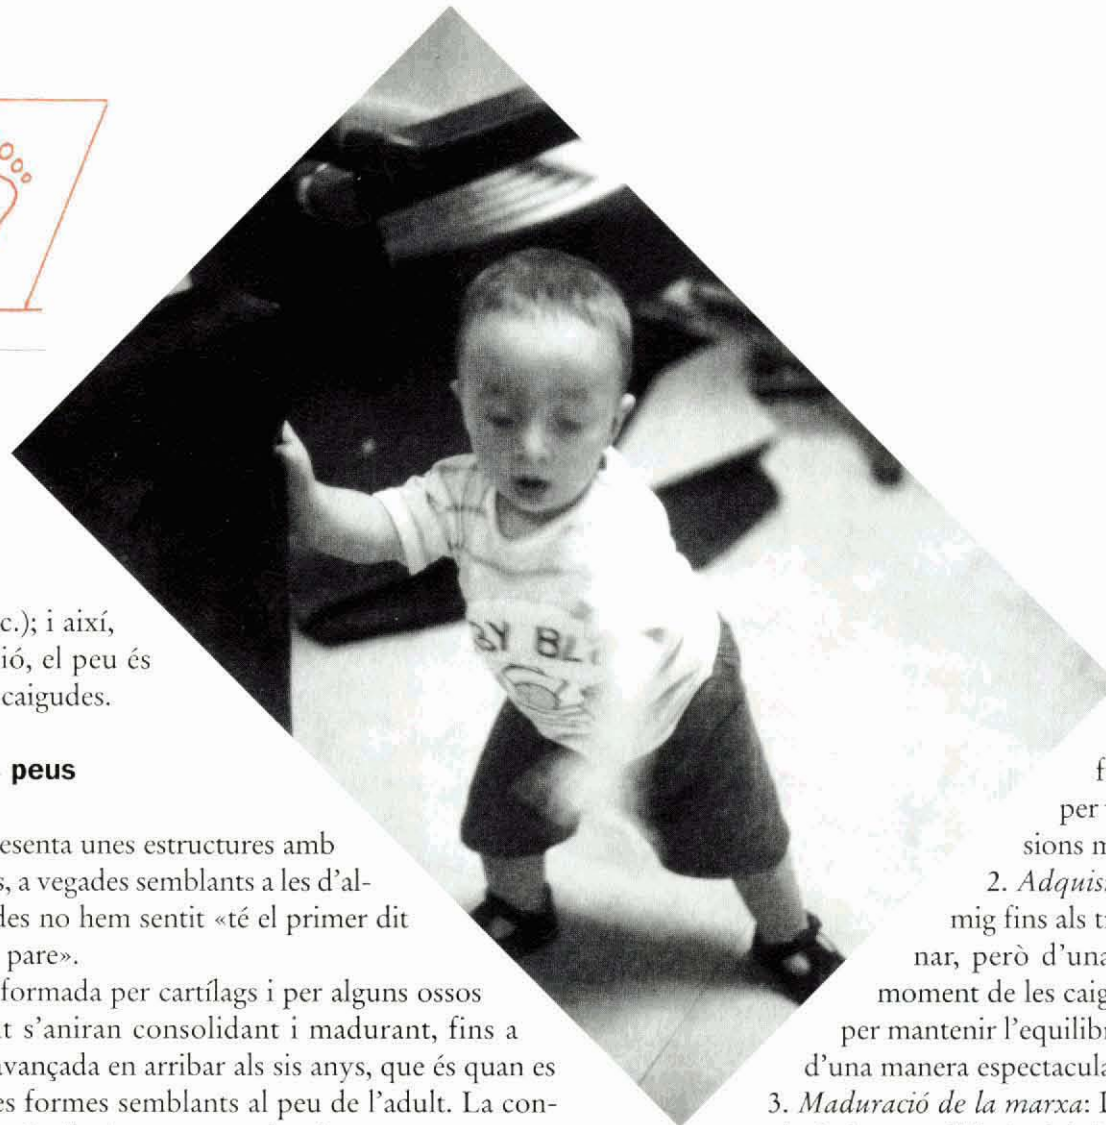 c.); i així,
ió, el peu és
caigudes.
peus
esenta unes estructures amb
s, a vegades semblants a les d'al-
des no hem sentit «té el primer dit
pare».
formada per cartílags i per alguns ossos
t s'aniran consolidant i madurant, fins a
avançada en arribar als sis anys, que és quan es
es formes semblants al peu de l'adult. La con-
BY BL
f
per
sions m
2. Adquis
mig fins als t
nar, però d'una
moment de les caig
per mantenir l'equilibr
d'una manera espectacula
3. Maduració de la marxa: L